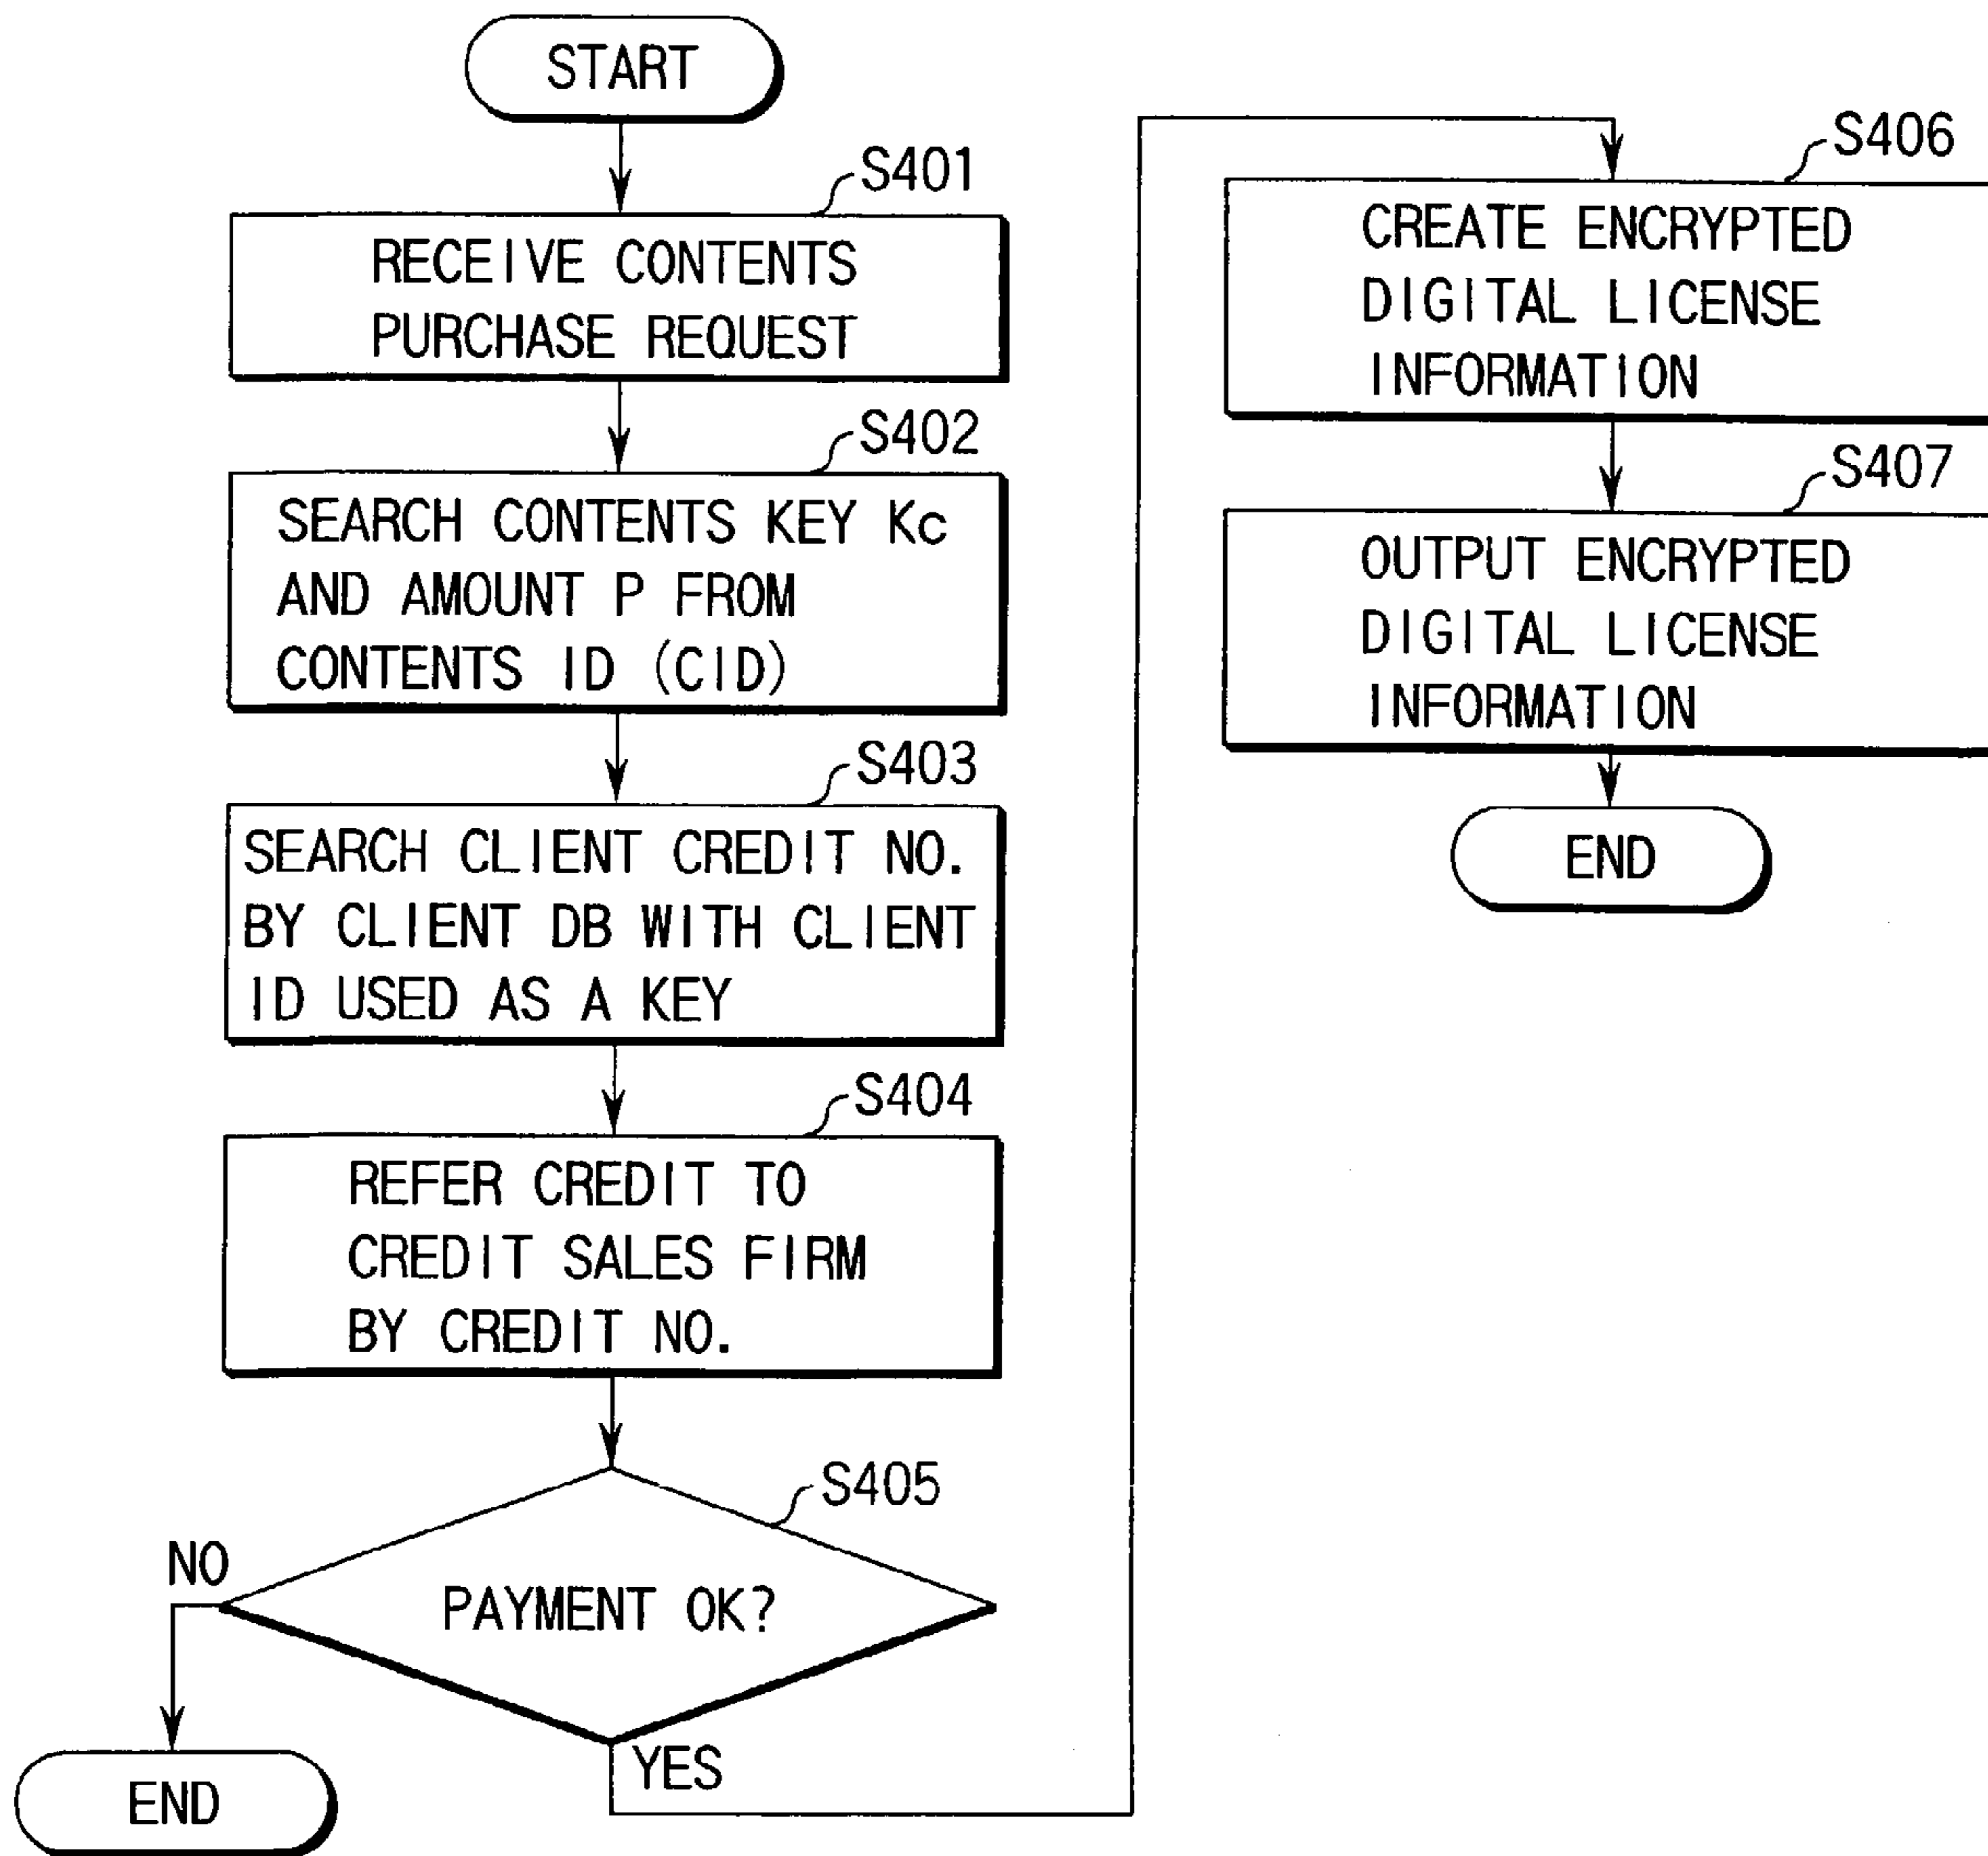 START
S401
RECEIVE CONTENTS
PURCHASE REQUEST
S402
SEARCH CONTENTS KEY Kc
AND AMOUNT P FROM
CONTENTS ID (CID)
S403
SEARCH CLIENT CREDIT NO.
BY CLIENT DB WITH CLIENT
ID USED AS A KEY
S404
REFER CREDIT TO
CREDIT SALES FIRM
BY CREDIT NO.
S405
PAYMENT OK?
NO
END
YES
S406
CREATE ENCRYPTED
DIGITAL LICENSE
INFORMATION
S407
OUTPUT ENCRYPTED
DIGITAL LICENSE
INFORMATION
END